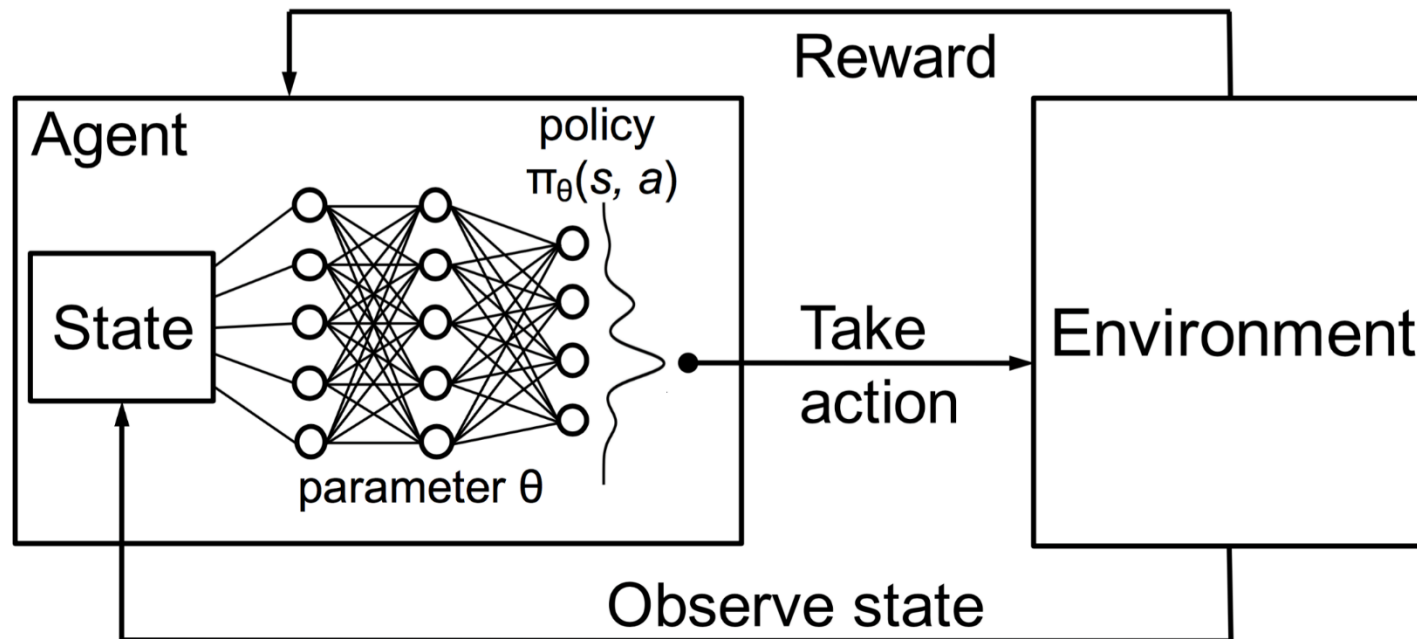 Reward
Agent
policy
πθ(s, a)
State
Take
action
Environment
parameter θ
Observe state